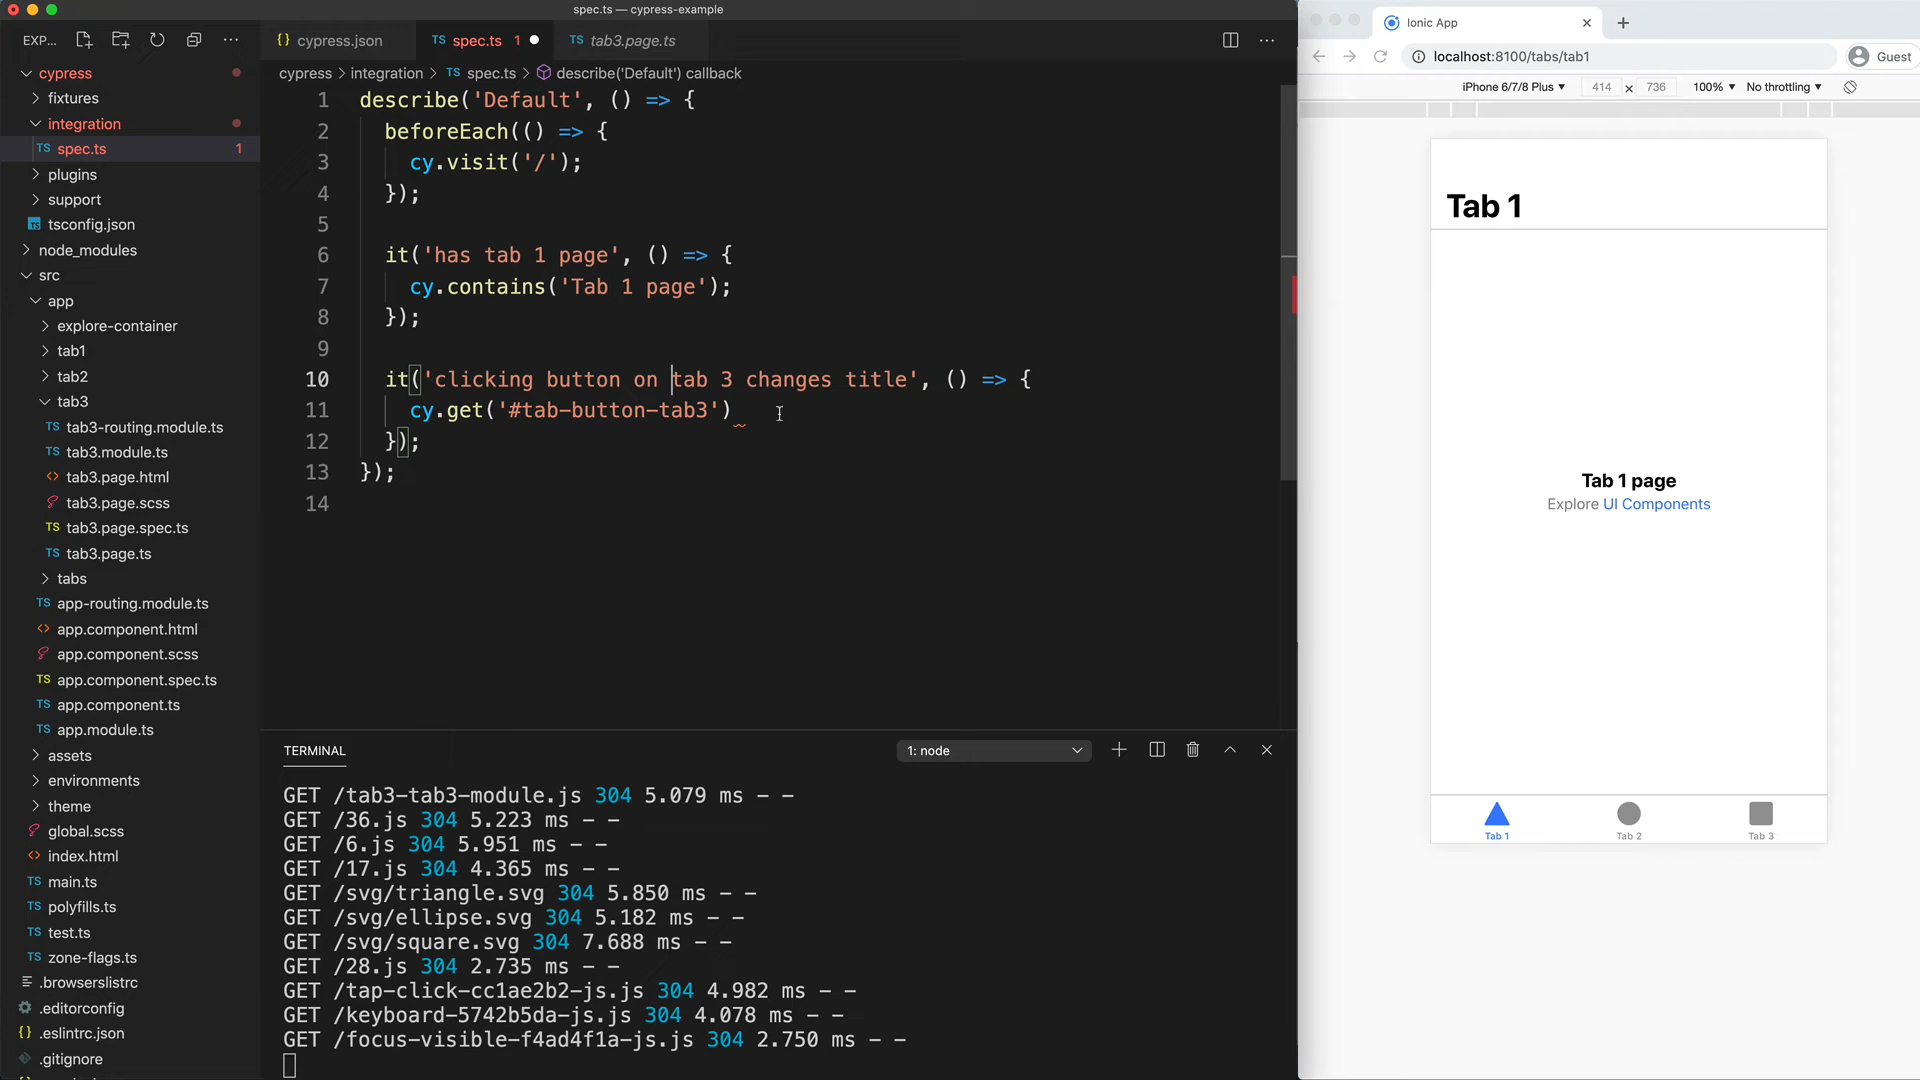 spec.ts — cypress-example
EXP...
cypress
fixtures
integration
TS spec.ts 1
plugins
support
tsconfig.json
node_modules
src
app
explore-container
tab1
tab2
tab3
TS tab3-routing.module.ts
TS tab3.module.ts
<> tab3.page.html
tab3.page.scss
TS tab3.page.spec.ts
TS tab3.page.ts
tabs
TS app-routing.module.ts
<> app.component.html
app.component.scss
TS app.component.spec.ts
TS app.component.ts
TS app.module.ts
assets
environments
theme
global.scss
<> index.html
TS main.ts
TS polyfills.ts
TS test.ts
TS zone-flags.ts
.browserslistrc
.editorconfig
{} .eslintrc.json
.gitignore
{} cypress.json
TS spec.ts 1
TS tab3.page.ts
cypress > integration > TS spec.ts > describe('Default') callback
1 describe('Default', () => {
2 beforeEach(() => {
3 cy.visit('/');
4 });
5
6 it('has tab 1 page', () => {
7 cy.contains('Tab 1 page');
8 });
9
10 it('clicking button on tab 3 changes title', () => {
11 cy.get('#tab-button-tab3')
12 });
13 });
14
TERMINAL
1: node
GET /tab3-tab3-module.js 304 5.079 ms - -
GET /36.js 304 5.223 ms - -
GET /6.js 304 5.951 ms - -
GET /17.js 304 4.365 ms - -
GET /svg/triangle.svg 304 5.850 ms - -
GET /svg/ellipse.svg 304 5.182 ms - -
GET /svg/square.svg 304 7.688 ms - -
GET /28.js 304 2.735 ms - -
GET /tap-click-cc1ae2b2-js.js 304 4.982 ms - -
GET /keyboard-5742b5da-js.js 304 4.078 ms - -
GET /focus-visible-f4ad4f1a-js.js 304 2.750 ms - -
Ionic App
localhost:8100/tabs/tab1
Guest
iPhone 6/7/8 Plus 414 × 736 100% No throttling
Tab 1
Tab 1 page
Explore UI Components
Tab 1
Tab 2
Tab 3